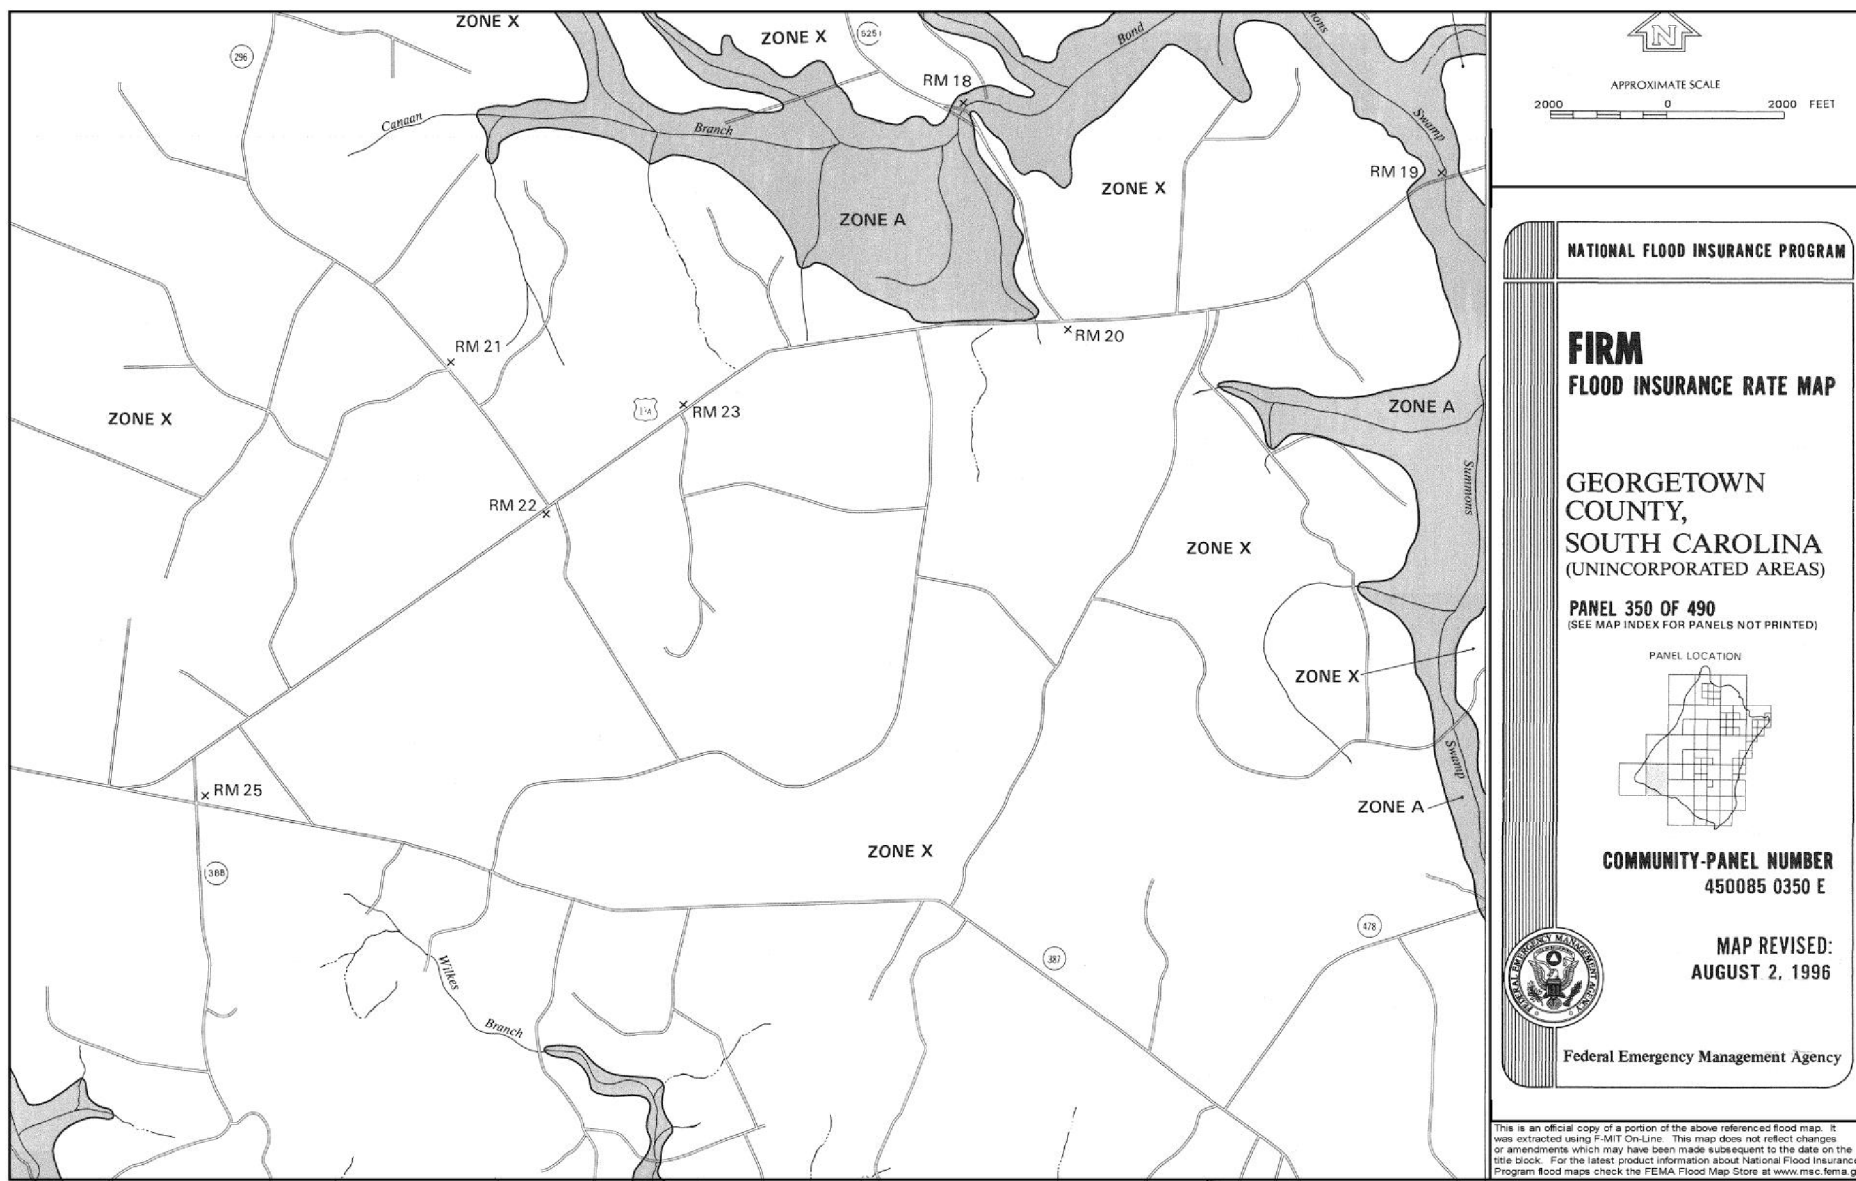 ZONE X
296
ZONE X
525
Bond
Swamp
RM 18
Canaan
Branch
RM 19
ZONE X
ZONE A
RM 20
RM 21
RM 23
ZONE X
ZONE A
Summons
RM 22
ZONE X
ZONE X
Swamp
RM 25
ZONE A
388
ZONE X
478
387
Wilkes
Branch
N
APPROXIMATE SCALE
2000 0 2000 FEET
NATIONAL FLOOD INSURANCE PROGRAM
FIRM
FLOOD INSURANCE RATE MAP
GEORGETOWN
COUNTY,
SOUTH CAROLINA
(UNINCORPORATED AREAS)
PANEL 350 OF 490
(SEE MAP INDEX FOR PANELS NOT PRINTED)
PANEL LOCATION
COMMUNITY-PANEL NUMBER
450085 0350 E
MAP REVISED:
AUGUST 2, 1996
FEDERAL EMERGENCY MANAGEMENT AGENCY
Federal Emergency Management Agency
This is an official copy of a portion of the above referenced flood map. It
was extracted using F-MIT On-Line. This map does not reflect changes
or amendments which may have been made subsequent to the date on the
title block. For the latest product information about National Flood Insurance
Program flood maps check the FEMA Flood Map Store at www.msc.fema.g